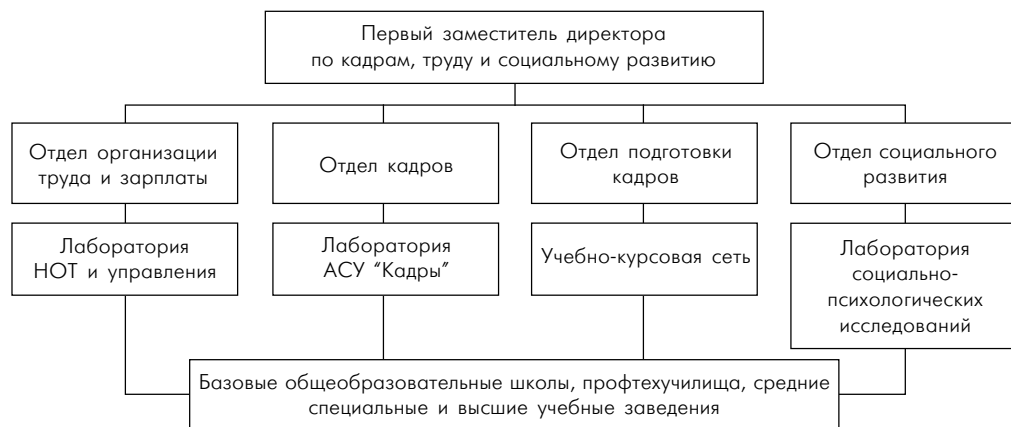 Первый заместитель директора
по кадрам, труду и социальному развитию
Отдел организации
труда и зарплаты
Отдел кадров
Отдел подготовки
кадров
Отдел социального
развития
Лаборатория
НОТ и управления
Лаборатория
АСУ “Кадры”
Учебно-курсовая сеть
Лаборатория
социально-
психологических
исследований
Базовые общеобразовательные школы, профтехучилища, средние
специальные и высшие учебные заведения